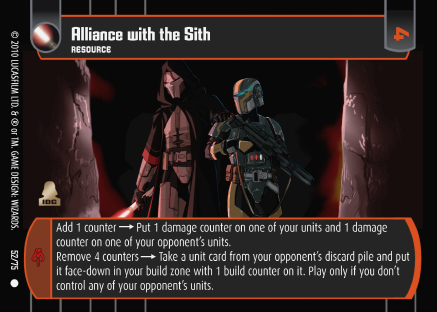 Alliance with the Sith
RESOURCE
4
© 2010 LUCASFILM LTD. & ® or TM. GAME DESIGN WIZARDS.
52/75
IDC
Add 1 counter → Put 1 damage counter on one of your units and 1 damage
counter on one of your opponent's units.
Remove 4 counters → Take a unit card from your opponent's discard pile and put
it face-down in your build zone with 1 build counter on it. Play only if you don't
control any of your opponent's units.